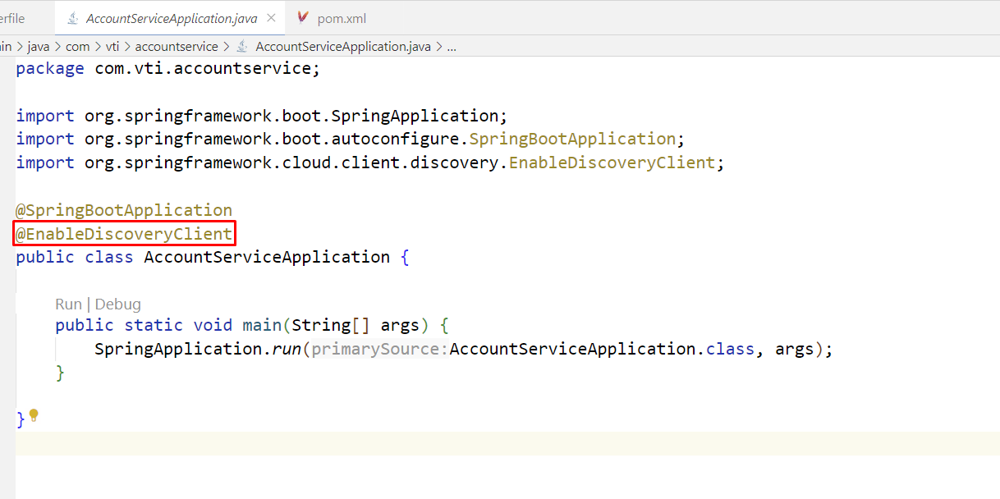 erfile AccountServiceApplication.java pom.xml
in > java > com > vti > accountservice > AccountServiceApplication.java > ...
package com.vti.accountservice;
import org.springframework.boot.SpringApplication;
import org.springframework.boot.autoconfigure.SpringBootApplication;
import org.springframework.cloud.client.discovery.EnableDiscoveryClient;
@SpringBootApplication
@EnableDiscoveryClient
public class AccountServiceApplication {
Run | Debug
public static void main(String[] args) {
SpringApplication.run(primarySource:AccountServiceApplication.class, args);
}
}